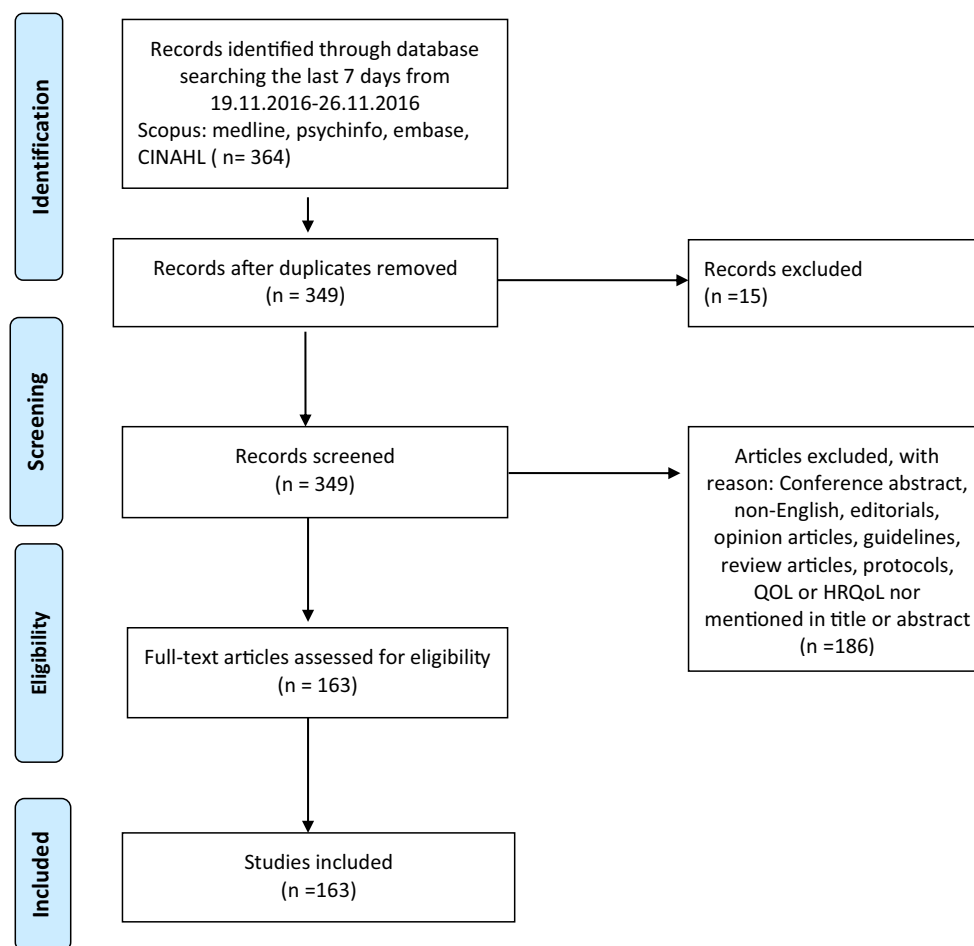 Identification
Records identified through database
searching the last 7 days from
19.11.2016-26.11.2016
Scopus: medline, psychinfo, embase,
CINAHL ( n= 364)
Records after duplicates removed
(n = 349)
Records excluded
(n =15)
Screening
Records screened
(n = 349)
Articles excluded, with
reason: Conference abstract,
non-English, editorials,
opinion articles, guidelines,
review articles, protocols,
QOL or HRQoL nor
mentioned in title or abstract
(n =186)
Eligibility
Full-text articles assessed for eligibility
(n = 163)
Included
Studies included
(n =163)